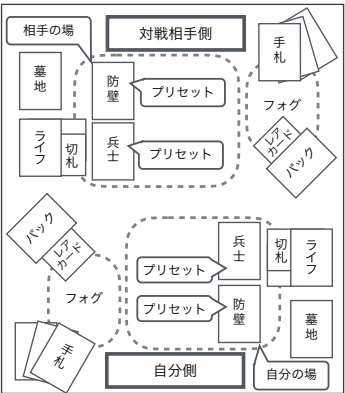 相手の場
対戦相手側
手札
墓地
防壁
プリセット
フォグ
ライフ
切札
兵士
プリセット
レアカード
パック
パック
レアカード
兵士
切札
ライフ
プリセット
フォグ
プリセット
防壁
墓地
手札
自分側
自分の場